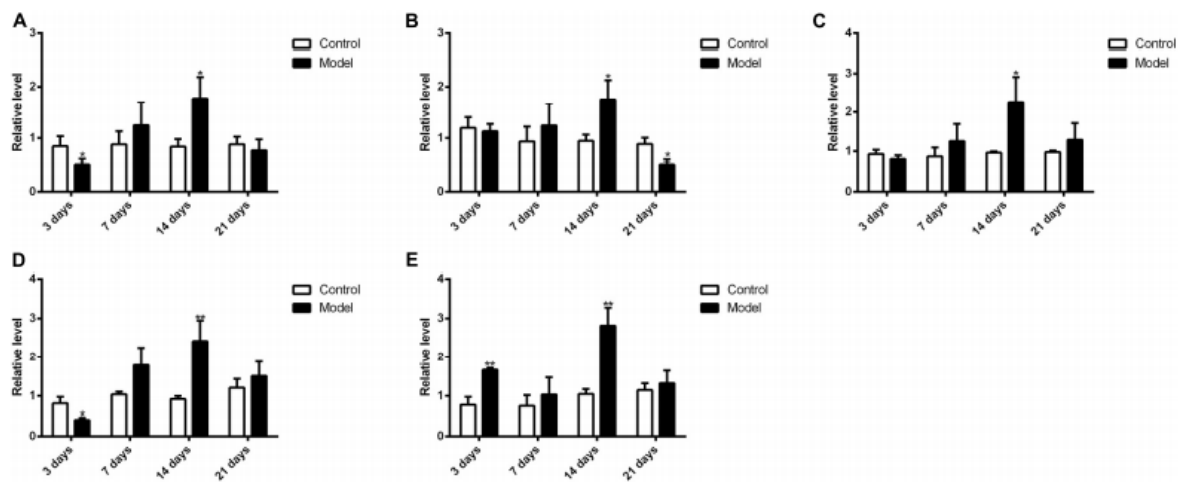 A
3
2
1
0
Relative level
Control
Model
*
*
3 days
7 days
14 days
21 days
B
3
2
1
0
Relative level
Control
Model
*
*
3 days
7 days
14 days
21 days
C
4
3
2
1
0
Relative level
Control
Model
*
3 days
7 days
14 days
21 days
D
4
3
2
1
0
Relative level
Control
Model
*
**
3 days
7 days
14 days
21 days
E
4
3
2
1
0
Relative level
Control
Model
**
**
3 days
7 days
14 days
21 days